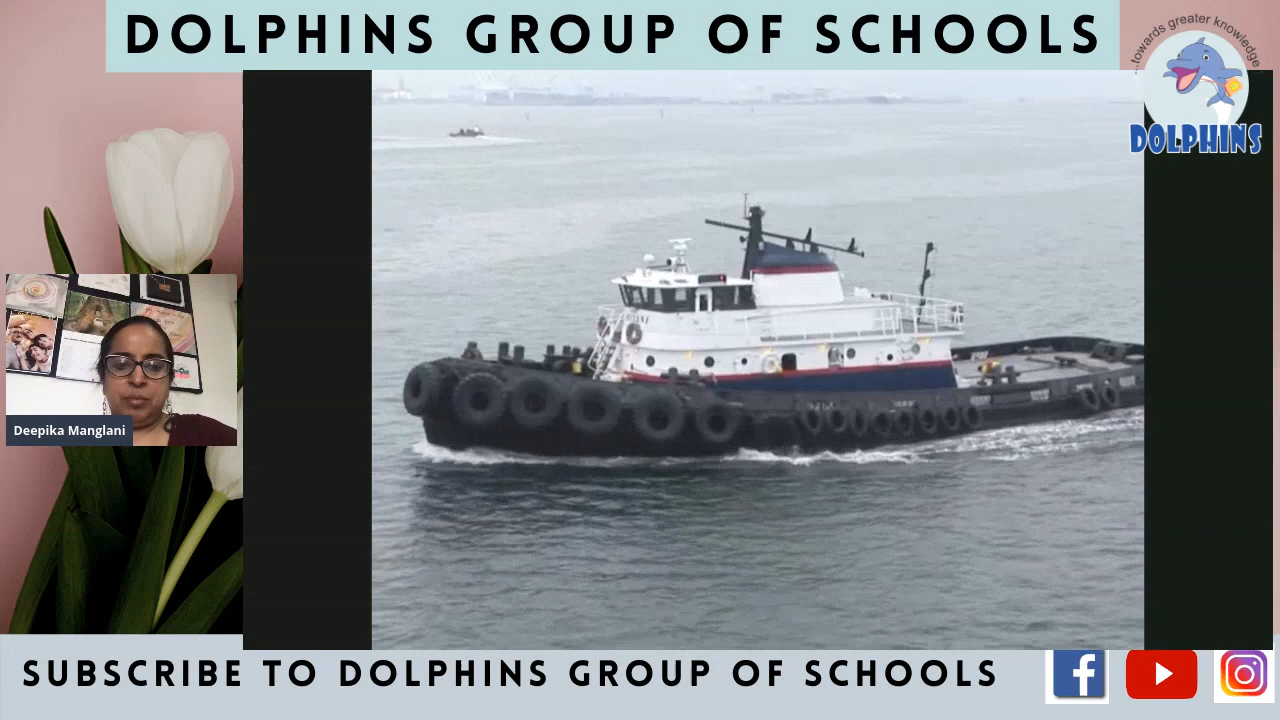 DOLPHINS GROUP OF SCHOOLS
...towards greater knowledge...
DOLPHINS
Deepika Manglani
SUBSCRIBE TO DOLPHINS GROUP OF SCHOOLS